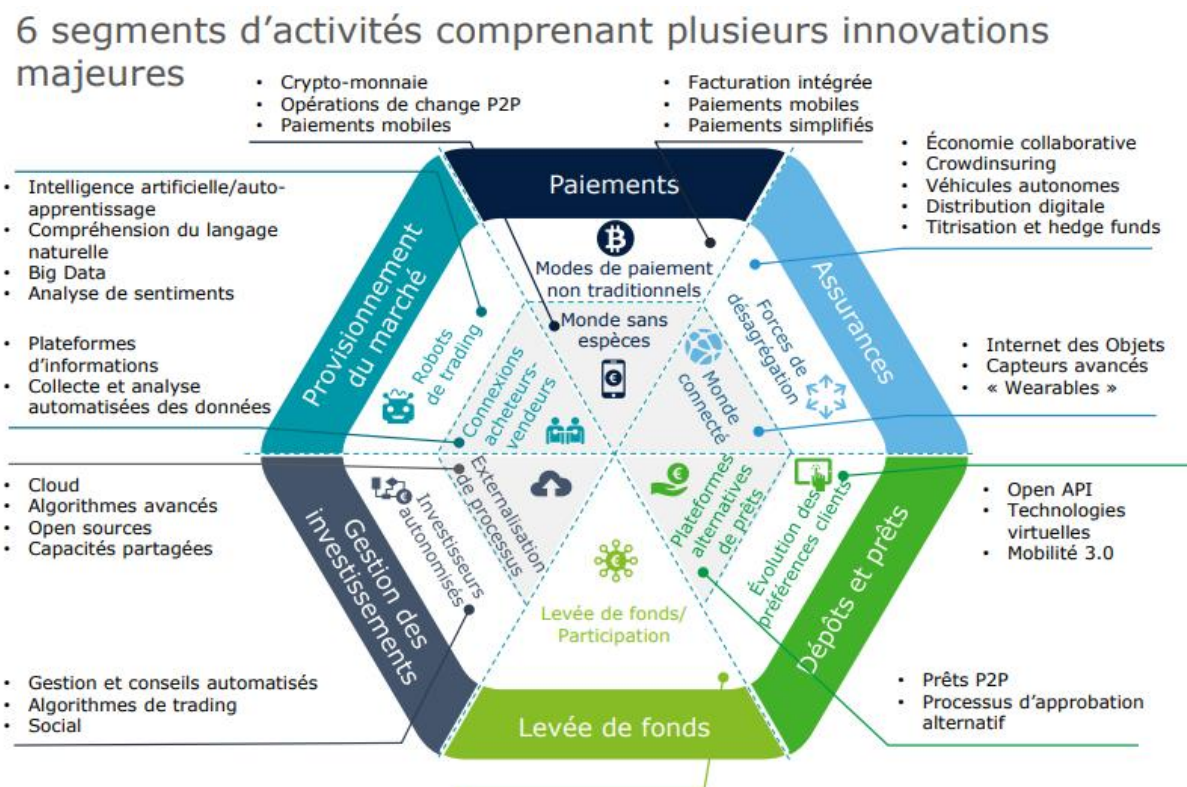 6 segments d’activités comprenant plusieurs innovations
majeures
• Crypto-monnaie
• Opérations de change P2P
• Paiements mobiles
• Facturation intégrée
• Paiements mobiles
• Paiements simplifiés
• Économie collaborative
• Crowdinsuring
• Véhicules autonomes
• Distribution digitale
• Titrisation et hedge funds
• Intelligence artificielle/auto-
apprentissage
• Compréhension du langage
naturelle
• Big Data
• Analyse de sentiments
• Plateformes
d’informations
• Collecte et analyse
automatisées des données
• Internet des Objets
• Capteurs avancés
• « Wearables »
Paiements
Modes de paiement
non traditionnels
Monde sans
espèces
Provisionnement
du marché
Robots
de trading
Connexions
acheteurs-
vendeurs
Assurances
Forces de
désagrégation
Monde
connecté
• Cloud
• Algorithmes avancés
• Open sources
• Capacités partagées
Gestion des
investissements
Investisseurs
autonomisés
Externalisation
de processus
Plateformes
alternatives
de prêts
Évolution des
préférences clients
Dépôts et prêts
• Open API
• Technologies
virtuelles
• Mobilité 3.0
Levée de fonds/
Participation
Levée de fonds
• Gestion et conseils automatisés
• Algorithmes de trading
• Social
• Prêts P2P
• Processus d’approbation
alternatif